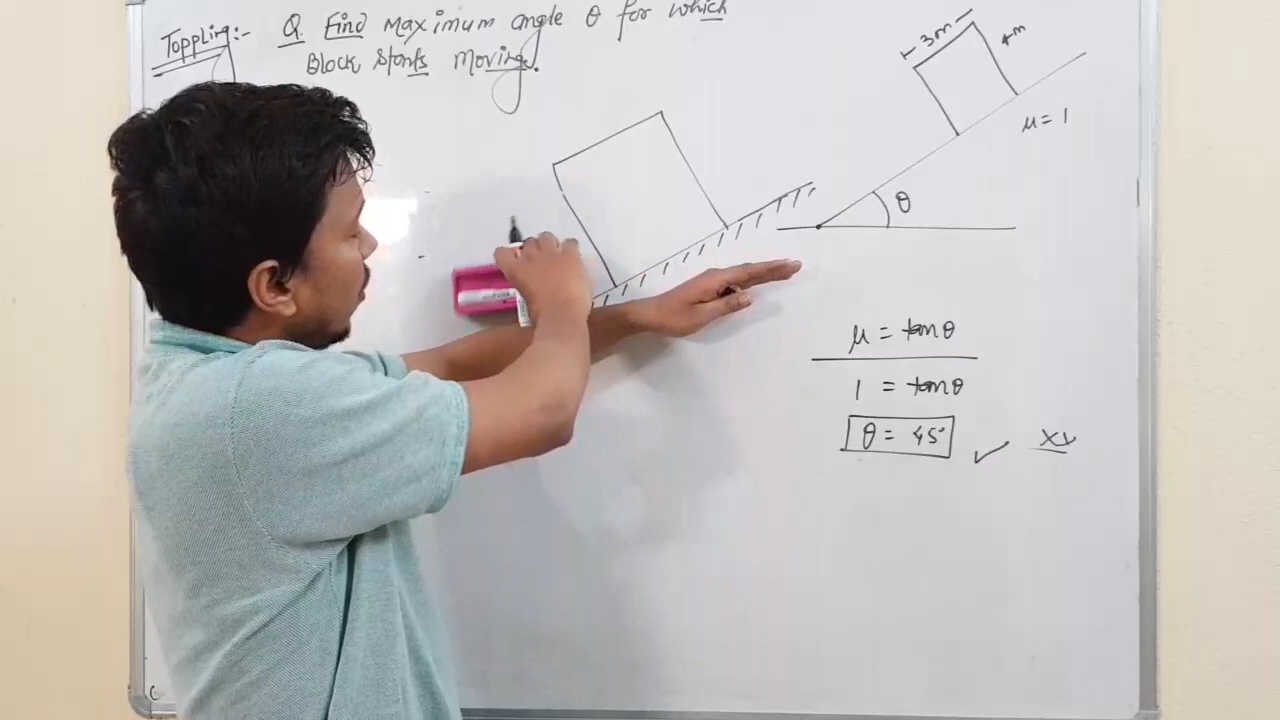 Toppling:-
Q. Find Maximum angle θ for which
Block starts moving.
3m
4m
μ = 1
θ
μ = tanθ
1 = tanθ
θ = 45°